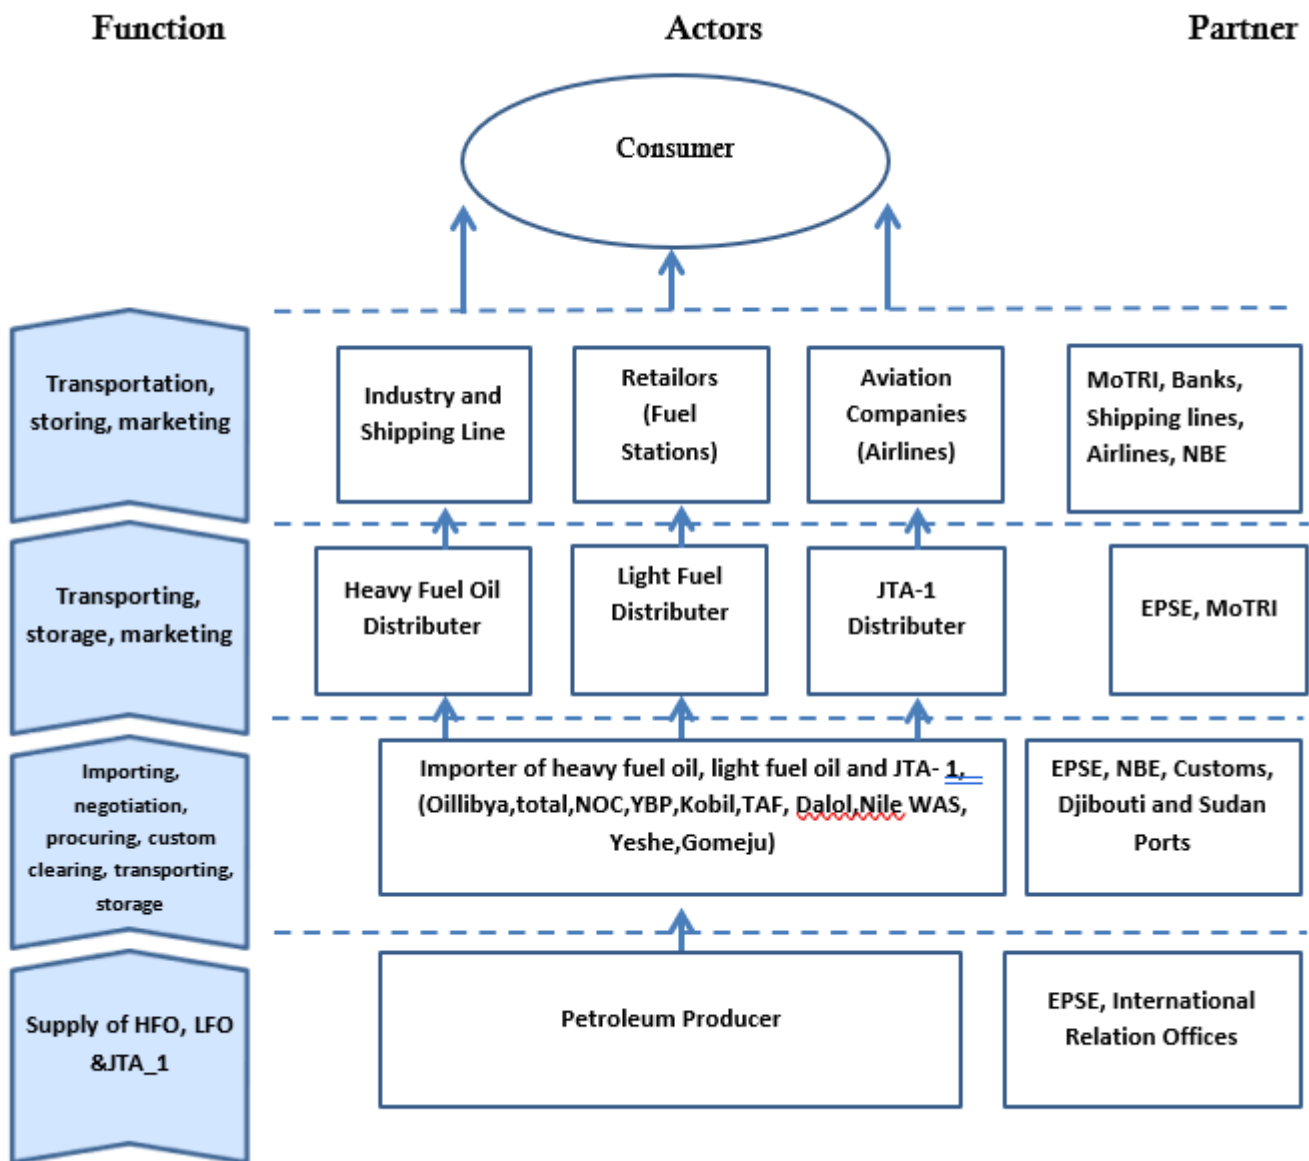 Function
Actors
Partner
Consumer
Transportation,
storing, marketing
Industry and
Shipping Line
Retailors
(Fuel
Stations)
Aviation
Companies
(Airlines)
MoTRI, Banks,
Shipping lines,
Airlines, NBE
Transporting,
storage, marketing
Heavy Fuel Oil
Distributer
Light Fuel
Distributer
JTA-1
Distributer
EPSE, MoTRI
Importing,
negotiation,
procuring, custom
clearing, transporting,
storage
Importer of heavy fuel oil, light fuel oil and JTA- 1,
(Oillibya,total,NOC,YBP,Kobil,TAF, Dalol,Nile WAS,
Yeshe,Gomeju)
EPSE, NBE, Customs,
Djibouti and Sudan
Ports
Supply of HFO, LFO
&JTA_1
Petroleum Producer
EPSE, International
Relation Offices